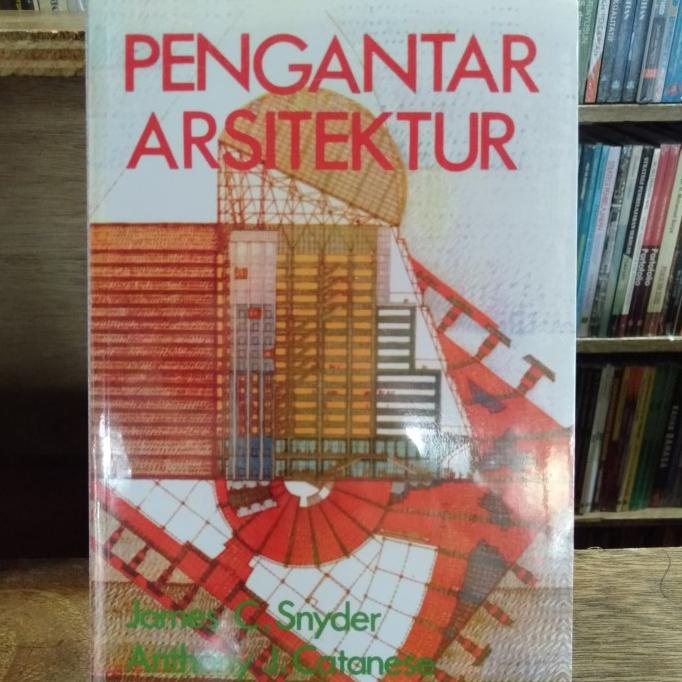 PENGANTAR
ARSITEKTUR
James C. Snyder
Anthony J. Catanese